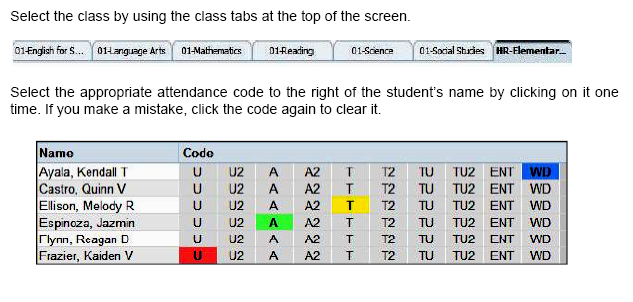 Select the class by using the class tabs at the top of the screen.
01-English for S... 01-Language Arts 01-Mathematics 01-Reading 01-Science 01-Social Studies HR-Elementar...
Select the appropriate attendance code to the right of the student's name by clicking on it one
time. If you make a mistake, click the code again to clear it.
Name Code
Ayala, Kendall T U U2 A A2 T T2 TU TU2 ENT WD
Castro, Quinn V U U2 A A2 T T2 TU TU2 ENT WD
Ellison, Melody R U U2 A A2 T T2 TU TU2 ENT WD
Espinoza, Jazmin U U2 A A2 T T2 TU TU2 ENT WD
Flynn, Reagan D U U2 A A2 T T2 TU TU2 ENT WD
Frazier, Kaiden V U U2 A A2 T T2 TU TU2 ENT WD